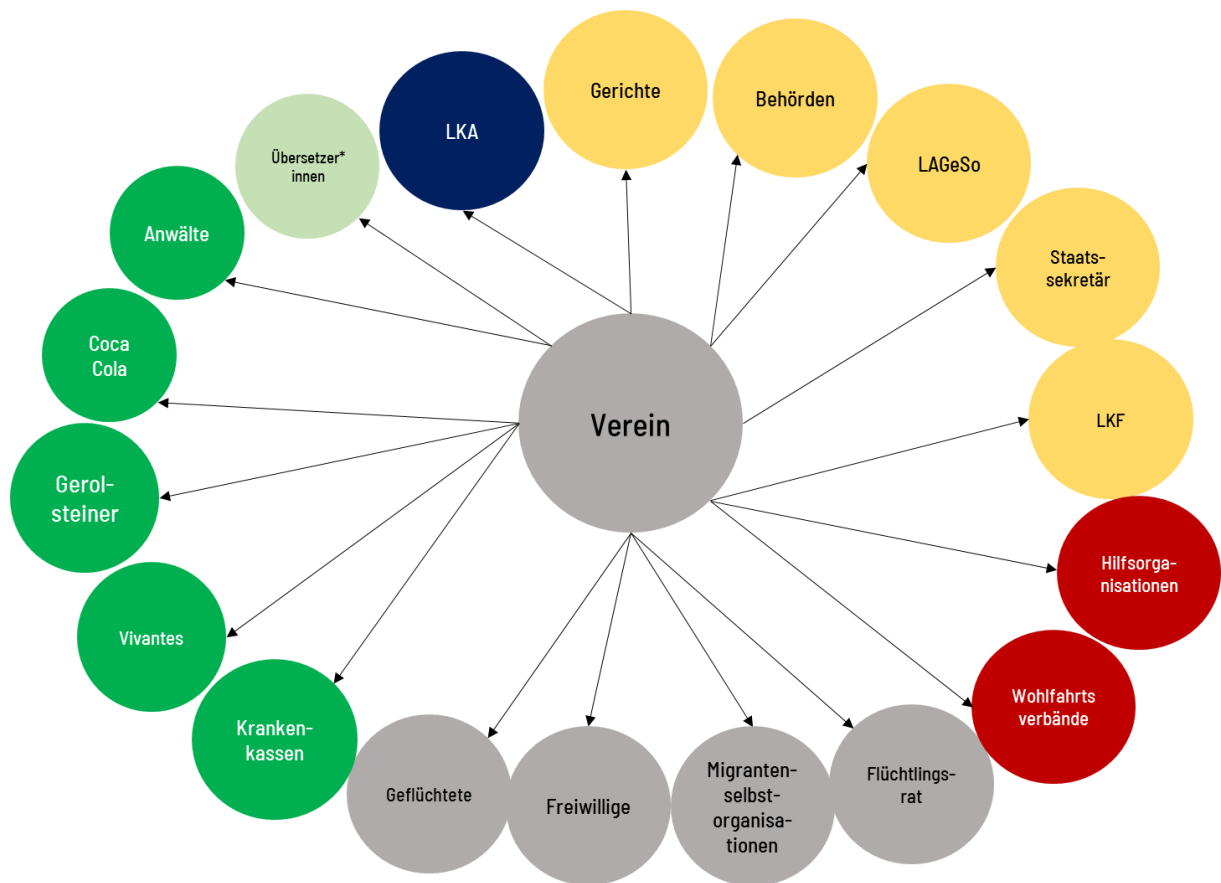 Gerichte
Behörden
LKA
LAGeSo
Übersetzer*
innen
Anwälte
Staats-
sekretär
Coca
Cola
Verein
LKF
Gerol-
steiner
Hilfsorga-
nisationen
Vivantes
Wohlfahrts
verbände
Kranken-
kassen
Geflüchtete
Freiwillige
Migranten-
selbst-
organisa-
tionen
Flüchtlings-
rat